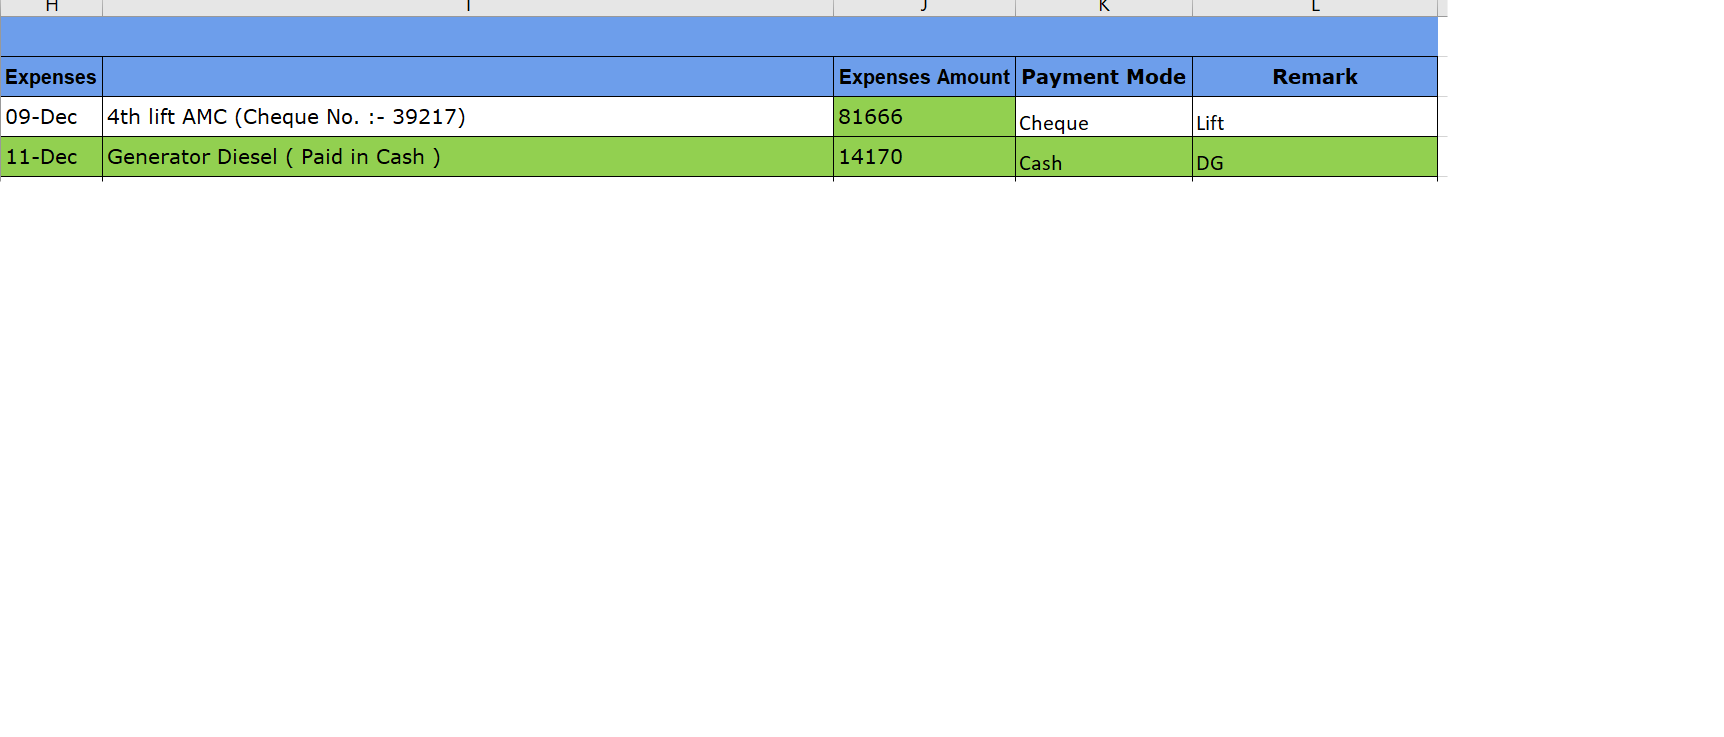 H I J K L
Expenses Expenses Amount Payment Mode Remark
09-Dec 4th lift AMC (Cheque No. :- 39217) 81666 Cheque Lift
11-Dec Generator Diesel ( Paid in Cash ) 14170 Cash DG